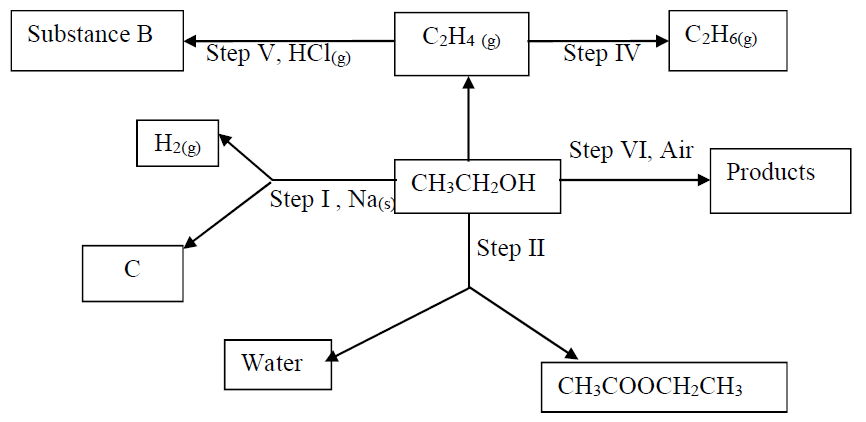 Substance B
Step V, HCl(g)
C₂H₄ (g)
Step IV
C₂H₆(g)
H₂(g)
Step I , Na(s)
CH₃CH₂OH
Step VI, Air
Products
C
Step II
Water
CH₃COOCH₂CH₃